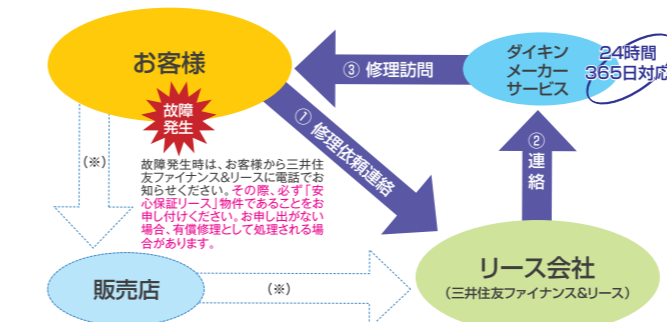 お客様
故障
発生
③ 修理訪問
ダイキン
メーカー
サービス
24時間
365日対応
① 修理依頼連絡
②
連
絡
(※)
故障発生時は、お客様から三井住
友ファイナンス&リースに電話でお
知らせください。その際、必ず「安
心保証リース」物件であることをお
申し付けください。お申し出がない
場合、有償修理として処理される場
合があります。
販売店
(※)
リース会社
(三井住友ファイナンス&リース)